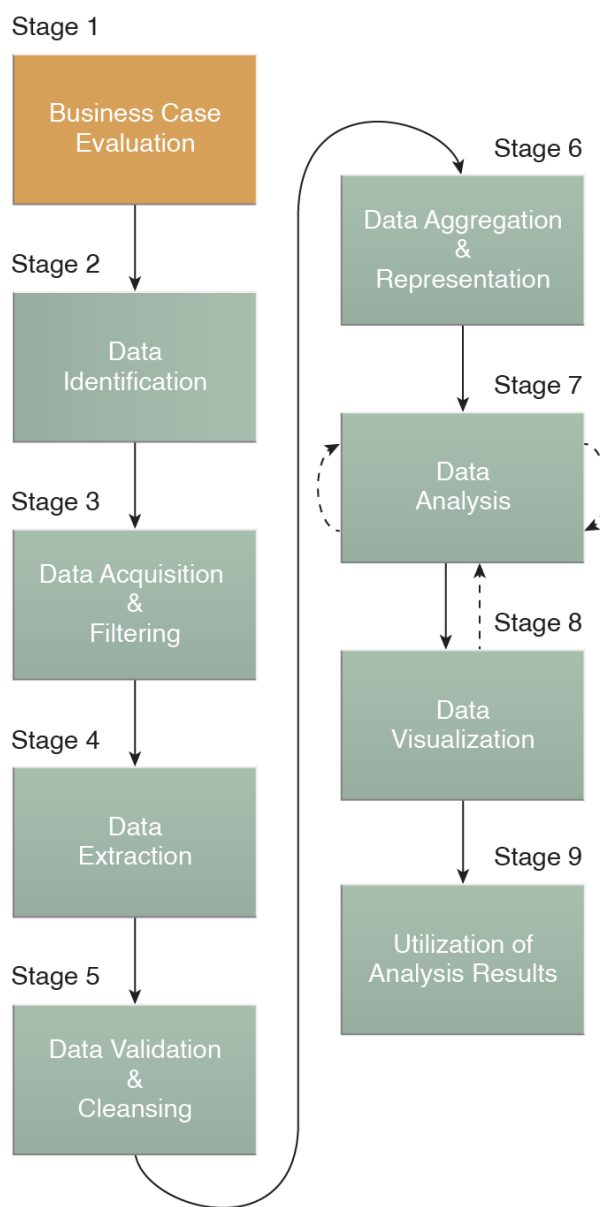 Stage 1
Business Case
Evaluation
Stage 2
Data
Identification
Stage 3
Data Acquisition
&
Filtering
Stage 4
Data
Extraction
Stage 5
Data Validation
&
Cleansing
Stage 6
Data Aggregation
&
Representation
Stage 7
Data
Analysis
Stage 8
Data
Visualization
Stage 9
Utilization of
Analysis Results